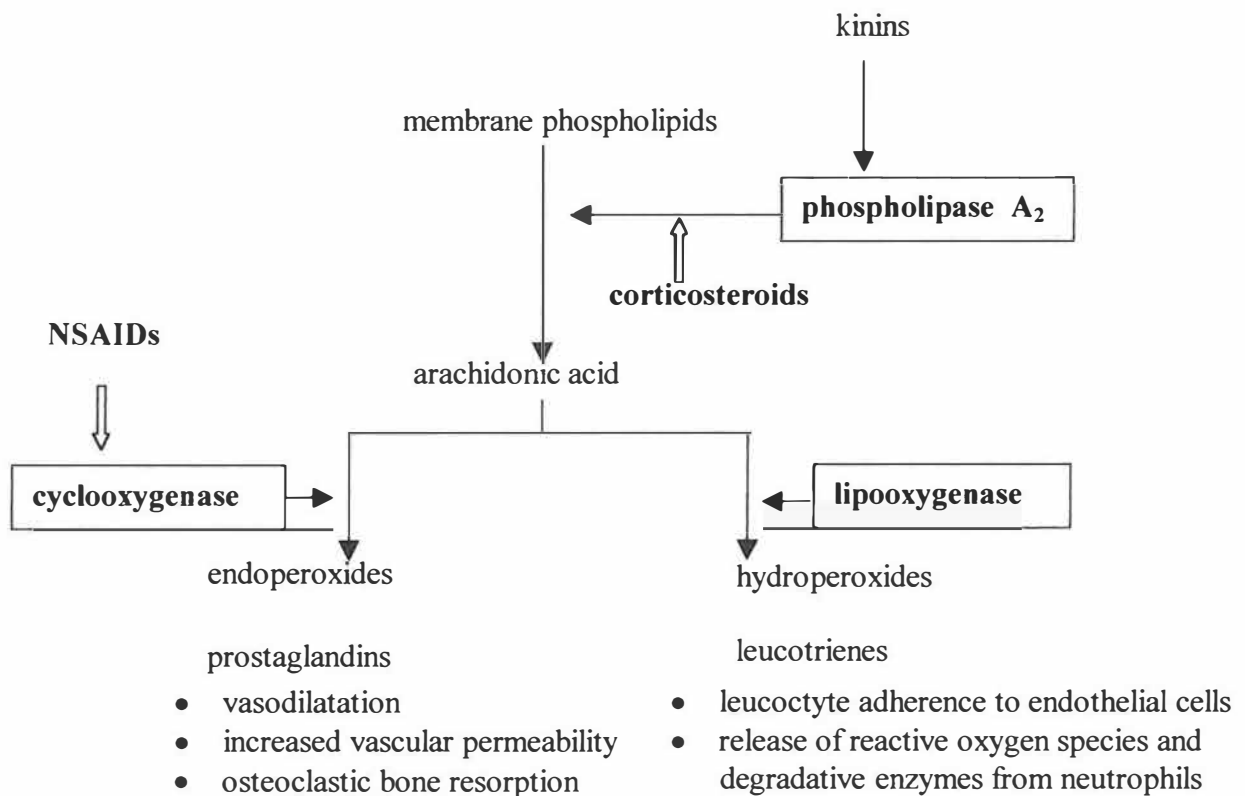 kinins
membrane phospholipids
phospholipase A₂
corticosteroids
NSAIDs
arachidonic acid
cyclooxygenase
lipooxygenase
endoperoxides
hydroperoxides
prostaglandins
• vasodilatation
• increased vascular permeability
• osteoclastic bone resorption
leucotrienes
• leucoctyte adherence to endothelial cells
• release of reactive oxygen species and
degradative enzymes from neutrophils